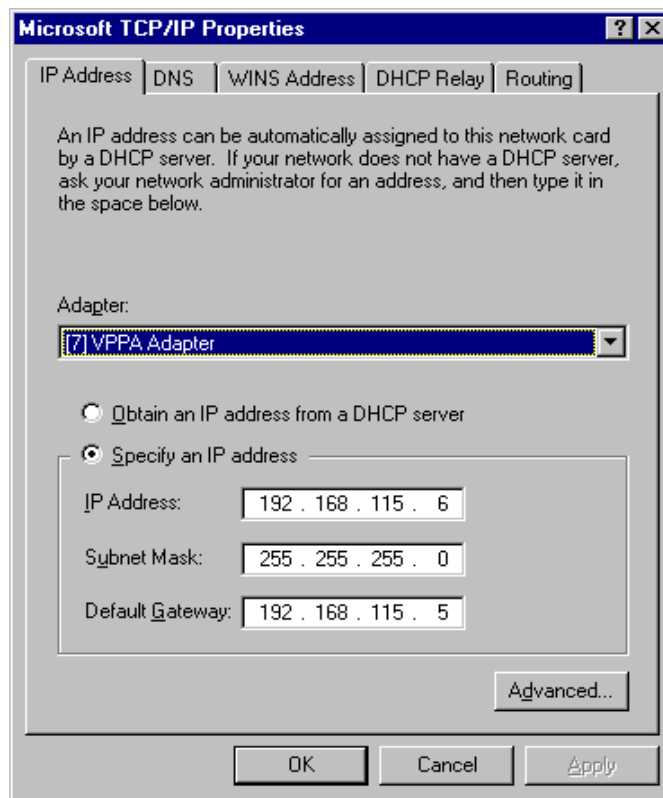 Microsoft TCP/IP Properties
IP Address DNS WINS Address DHCP Relay Routing
An IP address can be automatically assigned to this network card
by a DHCP server. If your network does not have a DHCP server,
ask your network administrator for an address, and then type it in
the space below.
Adapter:
[7] VPPA Adapter
Obtain an IP address from a DHCP server
Specify an IP address
IP Address: 192 . 168 . 115 . 6
Subnet Mask: 255 . 255 . 255 . 0
Default Gateway: 192 . 168 . 115 . 5
Advanced...
OK Cancel Apply